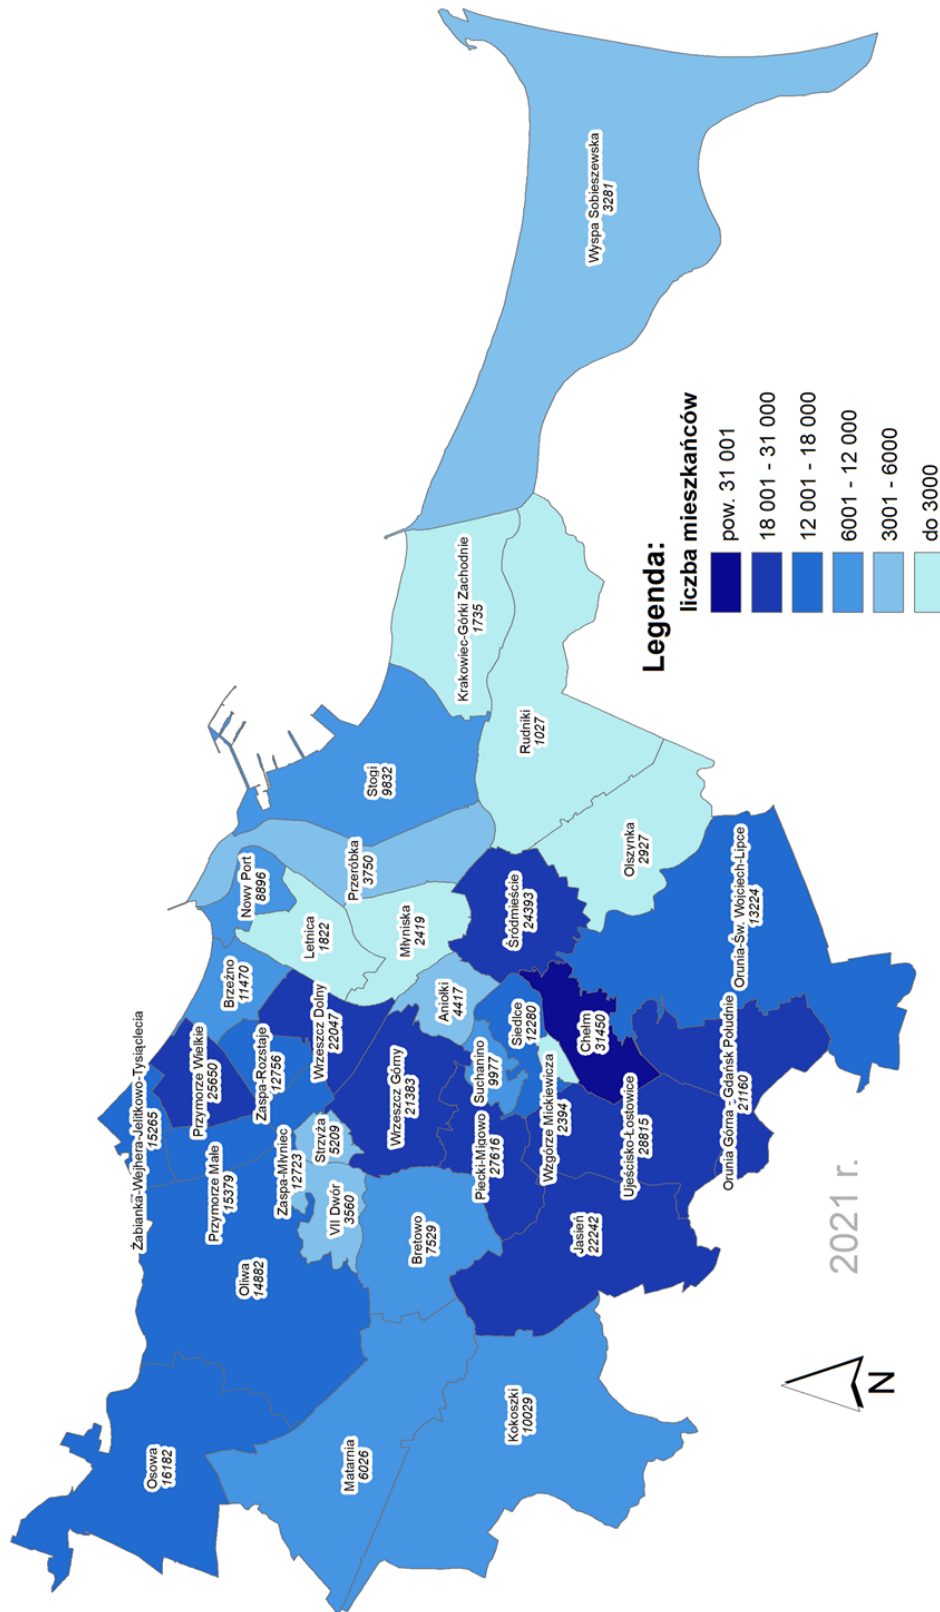 Żabianka-Wejhera-Jelitkowo-Tysiąclecia
15265
Osowa
16182
Przymorze Wielkie
25650
Przymorze Małe
15379
Oliwa
14882
Brzeźno
11470
Nowy Port
8896
Zaspa-Rozstaje
12756
Zaspa-Młyniec
12723
Letnica
1822
Wrzeszcz Dolny
22047
Strzyża
5209
VII Dwór
3560
Przeróbka
3750
Stogi
9832
Matarnia
6026
Bretowo
7529
Wrzeszcz Górny
21383
Młyniska
2419
Aniołki
4417
Krakowiec-Górki Zachodnie
1735
Suchanino
9977
Piecki-Migowo
27616
Siedlce
12280
Śródmieście
24393
Kokoszki
10029
Rudniki
1027
Wzgórze Mickiewicza
2394
Wyspa Sobieszewska
3281
Jasień
22242
Chełm
31450
Ujeścisko-Łostowice
28815
Olszynka
2927
Orunia Górna - Gdańsk Południe
21160
Orunia-Św. Wojciech-Lipce
13224
Legenda:
liczba mieszkańców
pow. 31 001
18 001 - 31 000
12 001 - 18 000
6001 - 12 000
3001 - 6000
do 3000
2021 r.
N